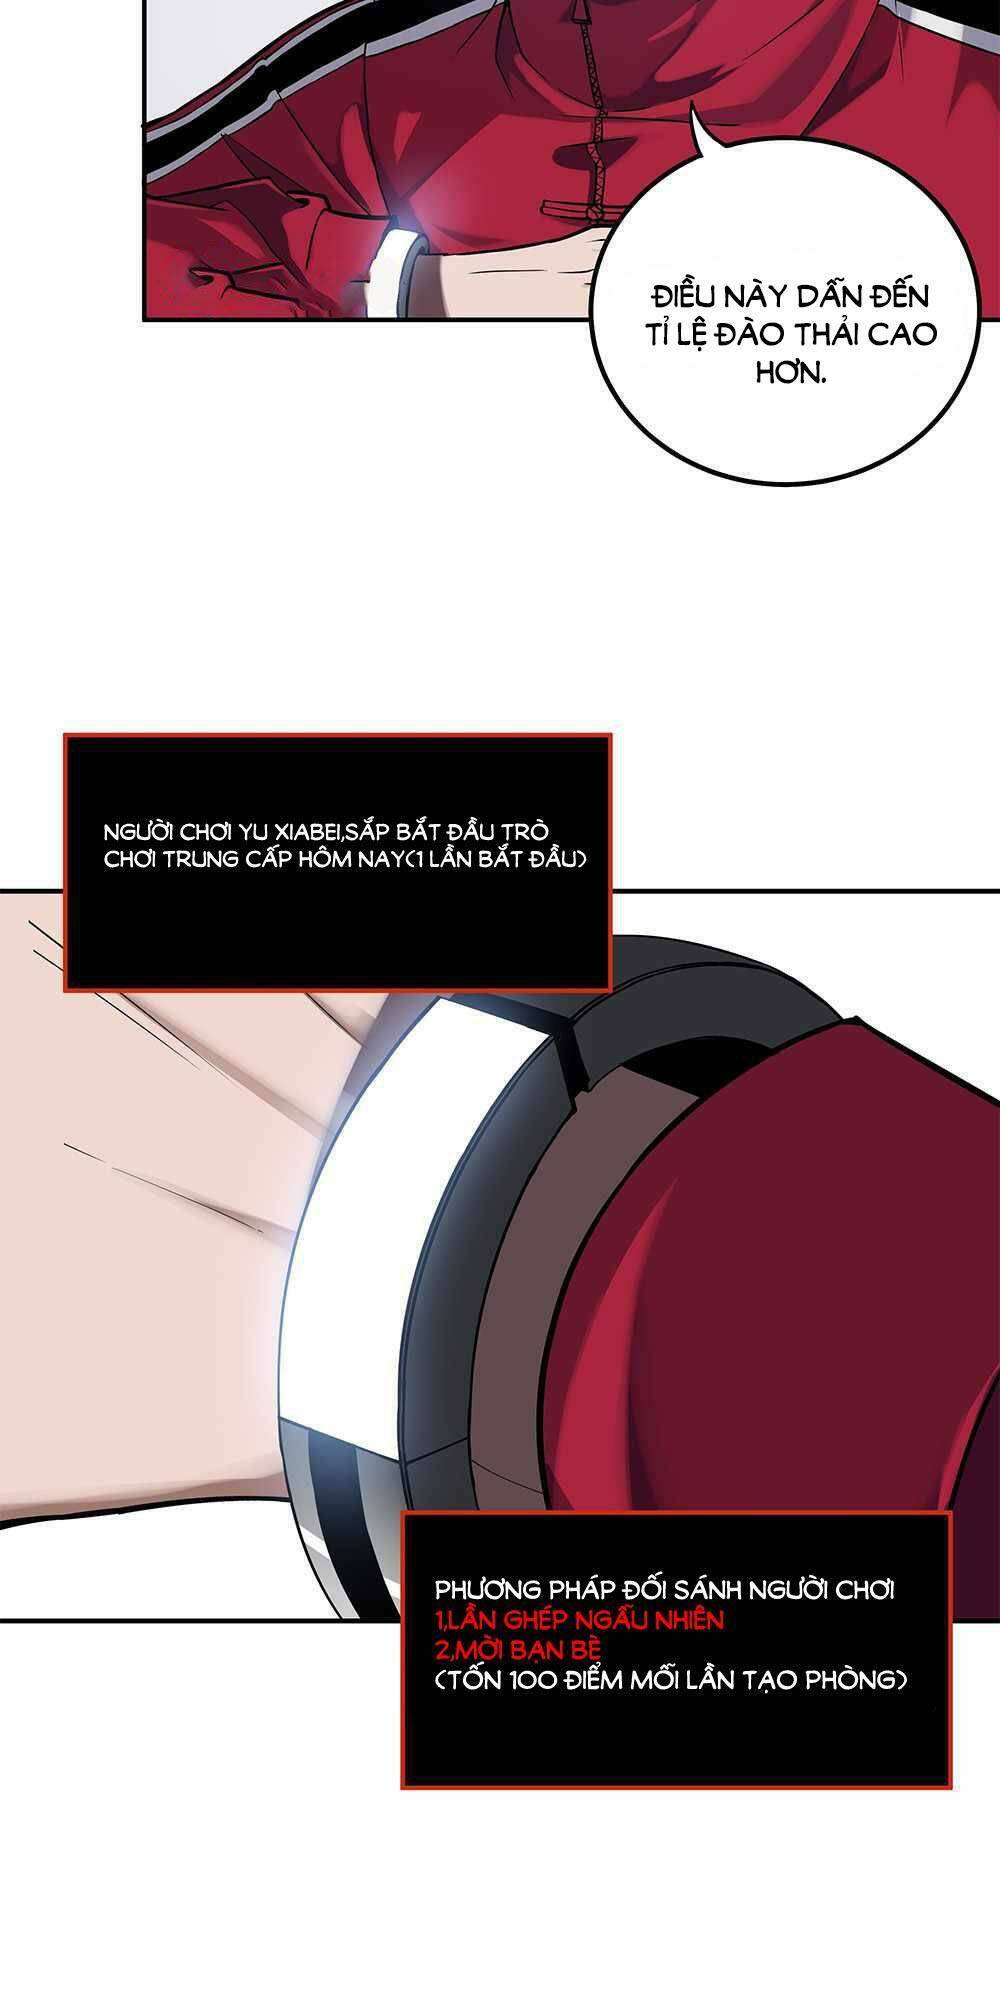 ĐIỀU NÀY DẪN ĐẾN
TỈ LỆ ĐÀO THẢI CAO
HƠN.
NGƯỜI CHƠI YU XIABEI,SẮP BẮT ĐẦU TRÒ
CHƠI TRUNG CẤP HÔM NAY(1 LẦN BẮT ĐẦU)
PHƯƠNG PHÁP ĐỐI SÁNH NGƯỜI CHƠI
1,LẦN GHÉP NGẪU NHIÊN
2,MỜI BẠN BÈ
(TỐN 100 ĐIỂM MỖI LẦN TẠO PHÒNG)